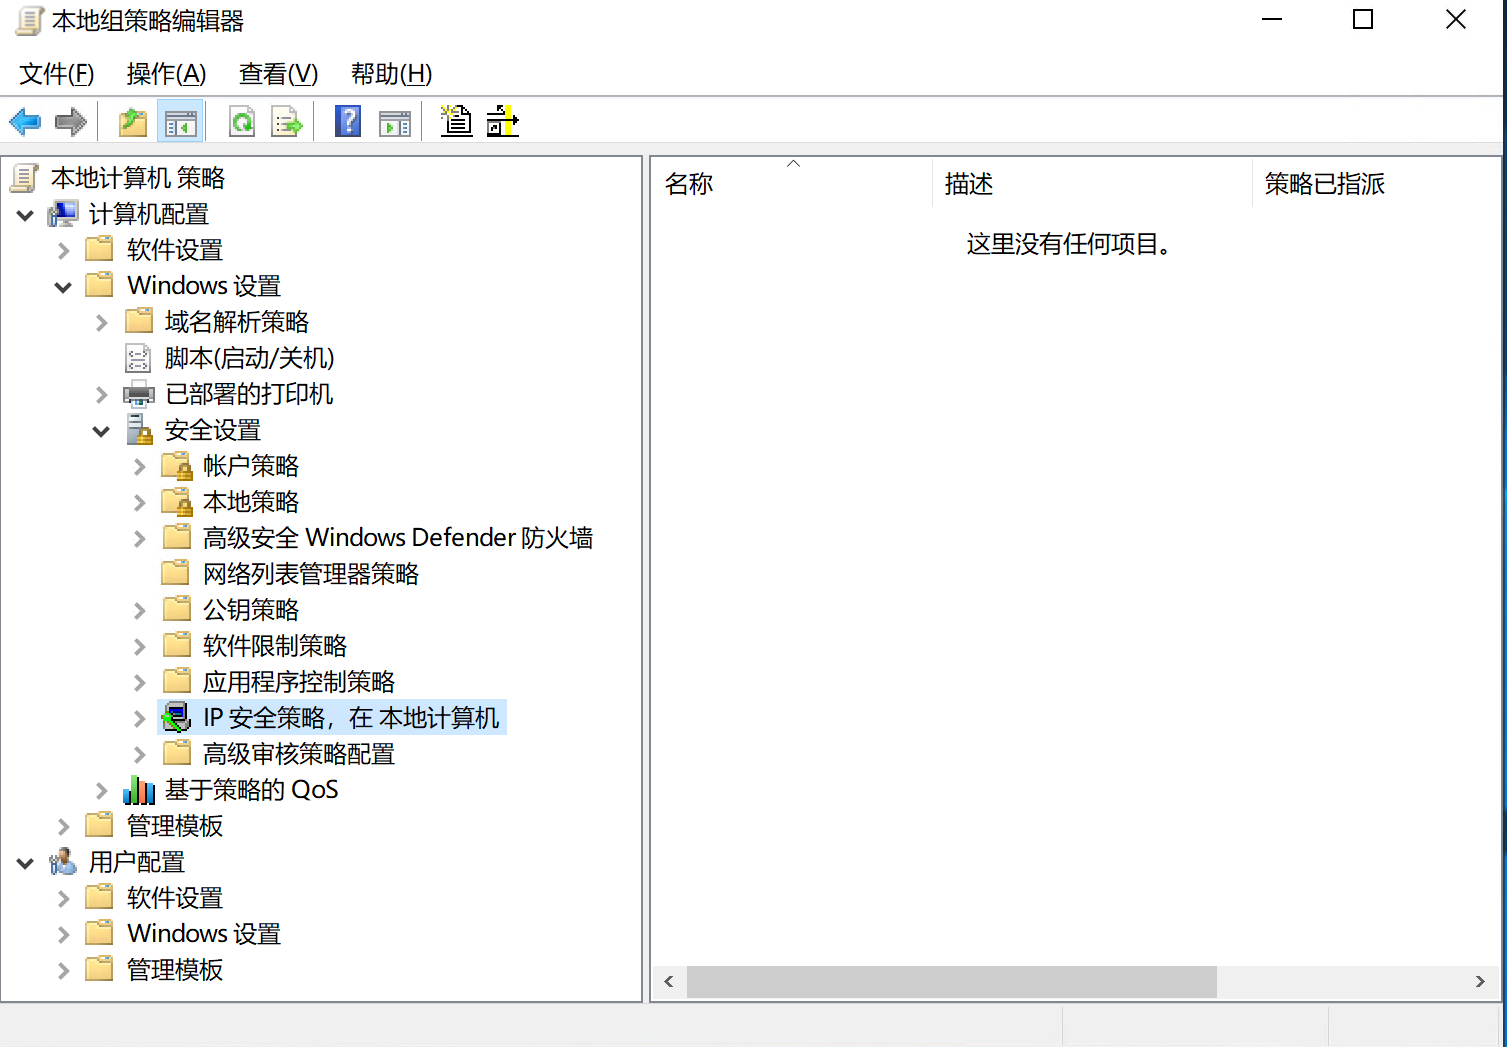 本地组策略编辑器
文件(F) 操作(A) 查看(V) 帮助(H)
本地计算机 策略
计算机配置
软件设置
Windows 设置
域名解析策略
脚本(启动/关机)
已部署的打印机
安全设置
帐户策略
本地策略
高级安全 Windows Defender 防火墙
网络列表管理器策略
公钥策略
软件限制策略
应用程序控制策略
IP 安全策略，在 本地计算机
高级审核策略配置
基于策略的 QoS
管理模板
用户配置
软件设置
Windows 设置
管理模板
名称 描述 策略已指派
这里没有任何项目。